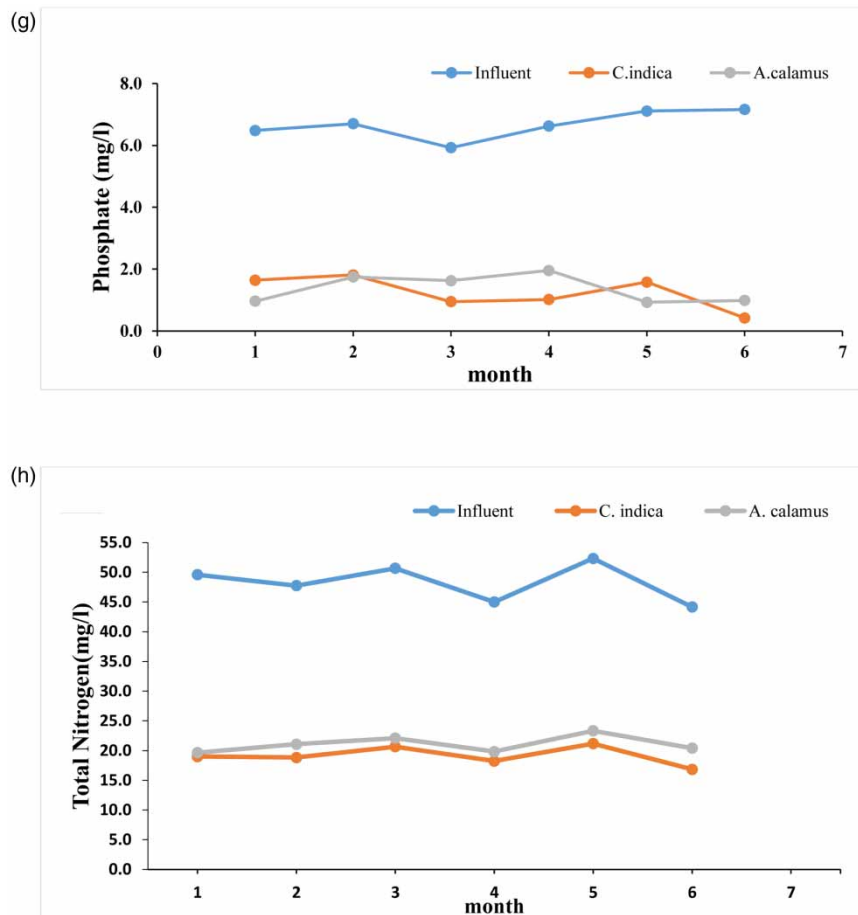 (g)
Influent C.indica A.calamus
Phosphate (mg/l)
8.0
6.0
4.0
2.0
0.0
0 1 2 3 4 5 6 7
month
(h)
Influent C. indica A. calamus
Total Nitrogen(mg/l)
55.0
50.0
45.0
40.0
35.0
30.0
25.0
20.0
15.0
10.0
5.0
0.0
1 2 3 4 5 6 7
month